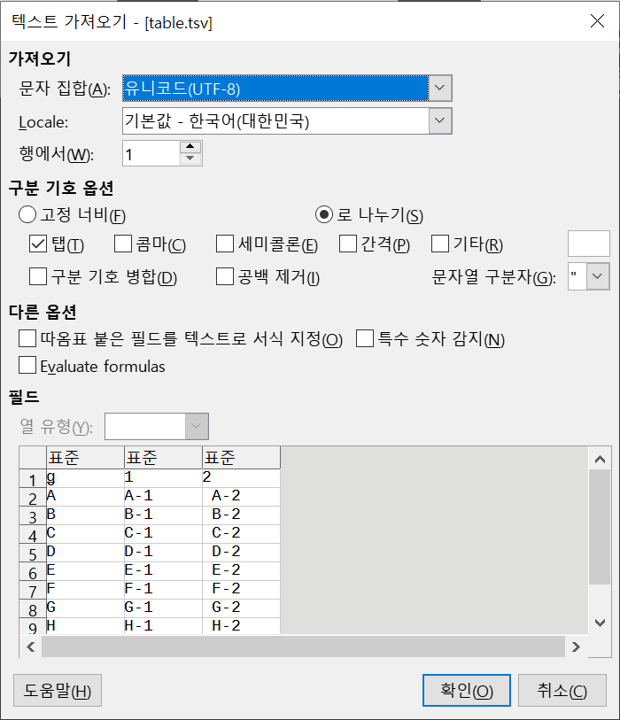 텍스트 가져오기 - [table.tsv]
가져오기
문자 집합(A): 유니코드(UTF-8)
Locale: 기본값 - 한국어(대한민국)
행에서(W): 1
구분 기호 옵션
고정 너비(F) 로 나누기(S)
탭(T) 콤마(C) 세미콜론(E) 간격(P) 기타(R)
구분 기호 병합(D) 공백 제거(I) 문자열 구분자(G): "
다른 옵션
따옴표 붙은 필드를 텍스트로 서식 지정(O) 특수 숫자 감지(N)
Evaluate formulas
필드
열 유형(Y):
표준 표준 표준
1 g 1 2
2 A A-1 A-2
3 B B-1 B-2
4 C C-1 C-2
5 D D-1 D-2
6 E E-1 E-2
7 F F-1 F-2
8 G G-1 G-2
9 H H-1 H-2
도움말(H) 확인(O) 취소(C)